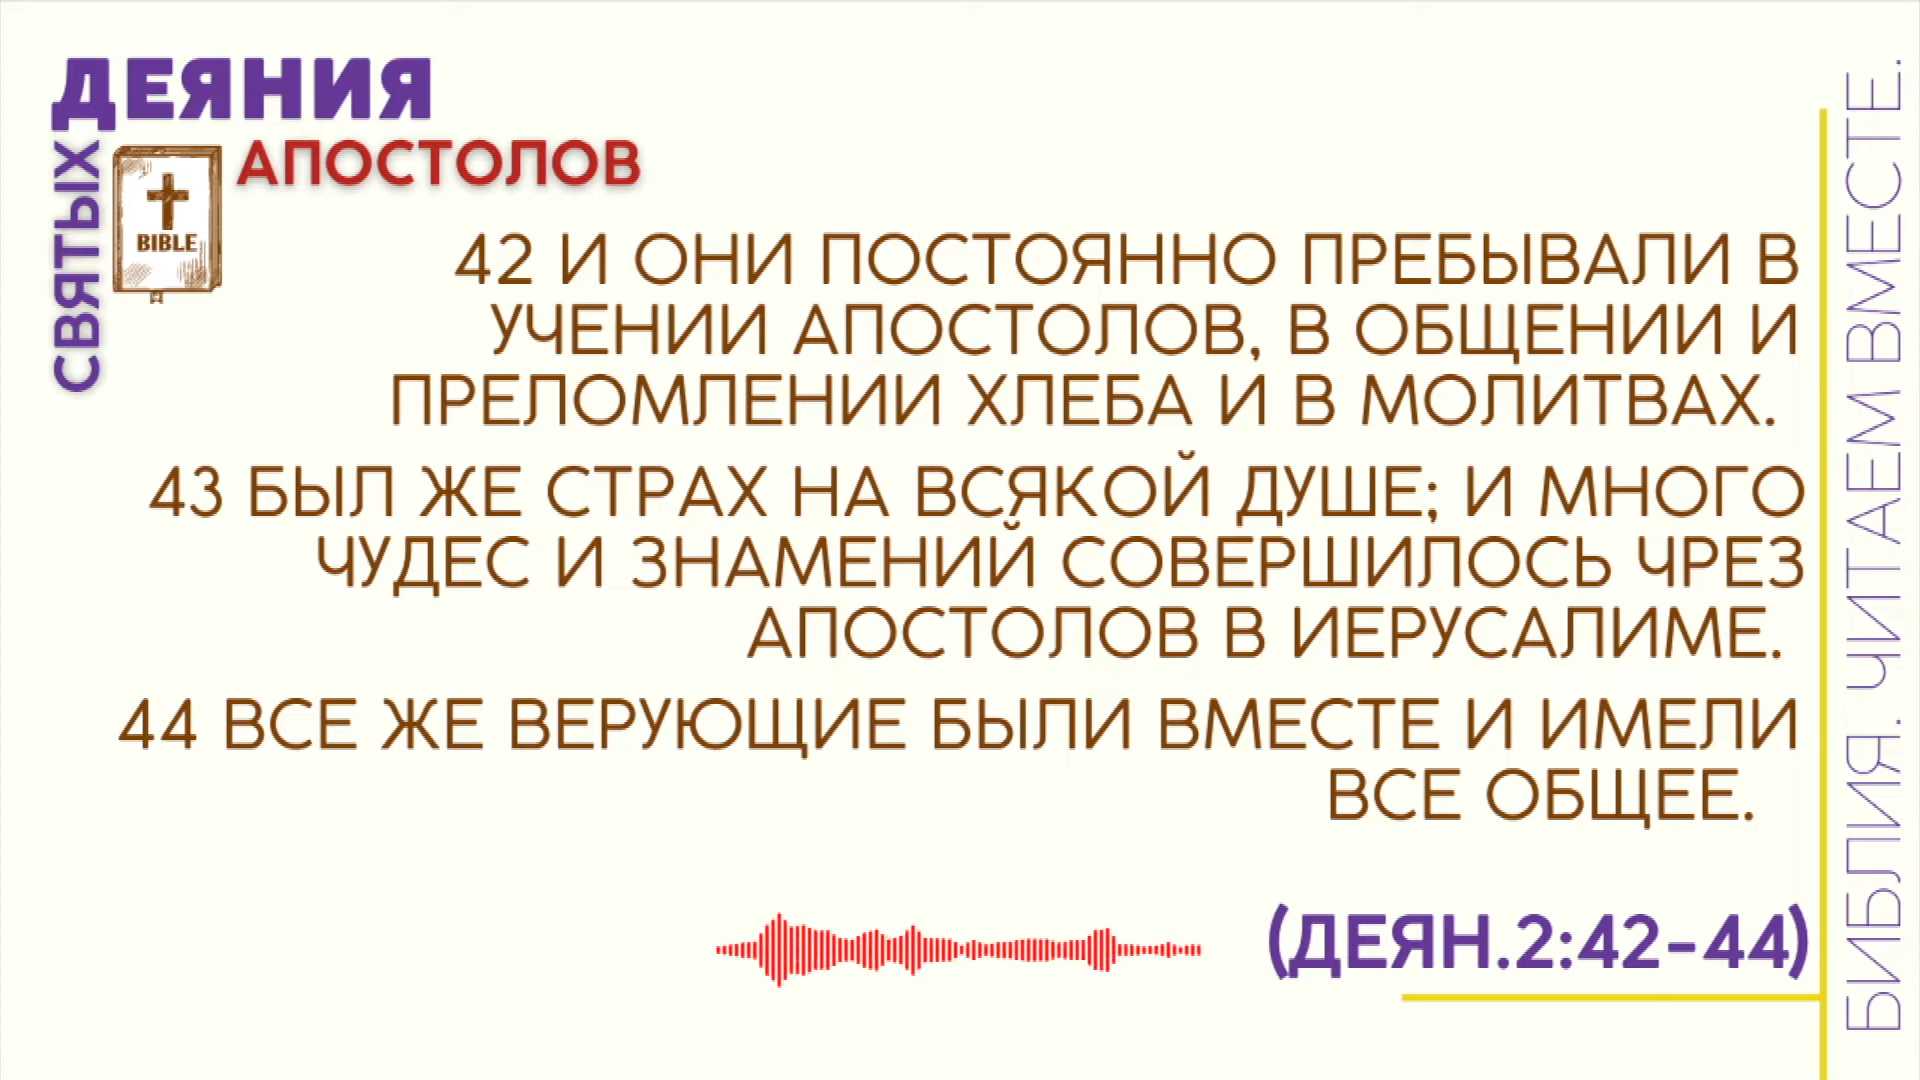 ДЕЯНИЯ
СВЯТЫХ
АПОСТОЛОВ
BIBLE
42 И ОНИ ПОСТОЯННО ПРЕБЫВАЛИ В
УЧЕНИИ АПОСТОЛОВ, В ОБЩЕНИИ И
ПРЕЛОМЛЕНИИ ХЛЕБА И В МОЛИТВАХ.
43 БЫЛ ЖЕ СТРАХ НА ВСЯКОЙ ДУШЕ; И МНОГО
ЧУДЕС И ЗНАМЕНИЙ СОВЕРШИЛОСЬ ЧРЕЗ
АПОСТОЛОВ В ИЕРУСАЛИМЕ.
44 ВСЕ ЖЕ ВЕРУЮЩИЕ БЫЛИ ВМЕСТЕ И ИМЕЛИ
ВСЕ ОБЩЕЕ.
(ДЕЯН.2:42-44)
БИБЛИЯ. ЧИТАЕМ ВМЕСТЕ.